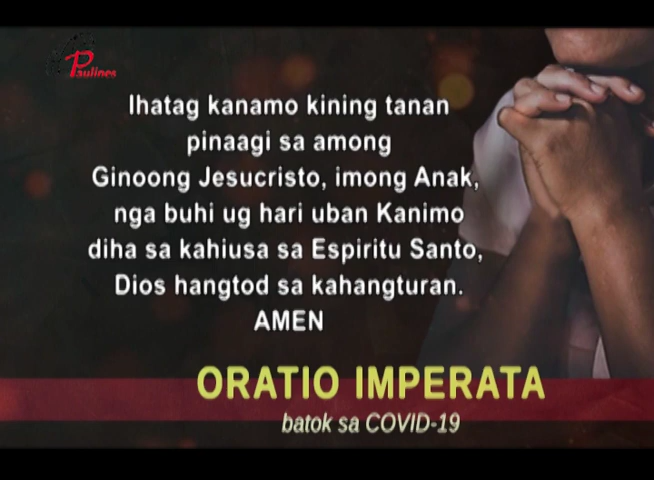 Paulines
Ihatag kanamo kining tanan
pinaagi sa among
Ginoong Jesucristo, imong Anak,
nga buhi ug hari uban Kanimo
diha sa kahiusa sa Espiritu Santo,
Dios hangtod sa kahangturan.
AMEN
ORATIO IMPERATA
batok sa COVID-19